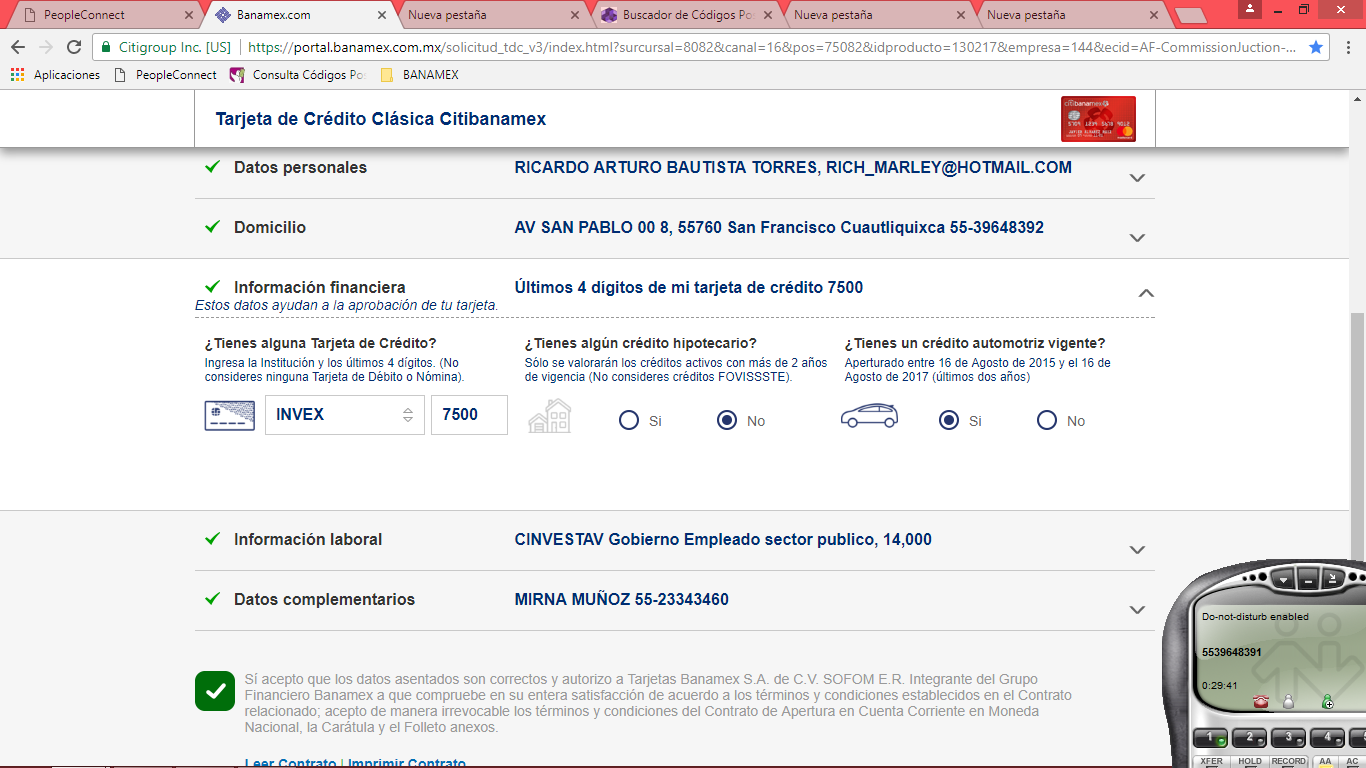 PeopleConnect
Banamex.com
Nueva pestaña
Buscador de Códigos Po
Nueva pestaña
Nueva pestaña
Citigroup Inc. [US]
https://portal.banamex.com.mx/solicitud_tdc_v3/index.html?surcursal=8082&canal=16&pos=75082&idproducto=130217&empresa=144&ecid=AF-CommissionJuction-...
Aplicaciones
PeopleConnect
Consulta Códigos Po
BANAMEX
Tarjeta de Crédito Clásica Citibanamex
citibanamex
Datos personales
RICARDO ARTURO BAUTISTA TORRES, RICH_MARLEY@HOTMAIL.COM
Domicilio
AV SAN PABLO 00 8, 55760 San Francisco Cuautliquixca 55-39648392
Información financiera
Últimos 4 dígitos de mi tarjeta de crédito 7500
Estos datos ayudan a la aprobación de tu tarjeta.
¿Tienes alguna Tarjeta de Crédito?
Ingresa la Institución y los últimos 4 dígitos. (No
consideres ninguna Tarjeta de Débito o Nómina).
INVEX
7500
¿Tienes algún crédito hipotecario?
Sólo se valorarán los créditos activos con más de 2 años
de vigencia (No consideres créditos FOVISSSTE).
Si
No
¿Tienes un crédito automotriz vigente?
Aperturado entre 16 de Agosto de 2015 y el 16 de
Agosto de 2017 (últimos dos años)
Si
No
Información laboral
CINVESTAV Gobierno Empleado sector publico, 14,000
Datos complementarios
MIRNA MUÑOZ 55-23343460
Sí acepto que los datos asentados son correctos y autorizo a Tarjetas Banamex S.A. de C.V. SOFOM E.R. Integrante del Grupo
Financiero Banamex a que compruebe en su entera satisfacción de acuerdo a los términos y condiciones establecidos en el Contrato
relacionado; acepto de manera irrevocable los términos y condiciones del Contrato de Apertura en Cuenta Corriente en Moneda
Nacional, la Carátula y el Folleto anexos.
Leer Contrato | Imprimir Contrato
Do-not-disturb enabled
5539648391
0:29:41
1
2
3
4
5
XFER
HOLD
RECORD
AA
AC